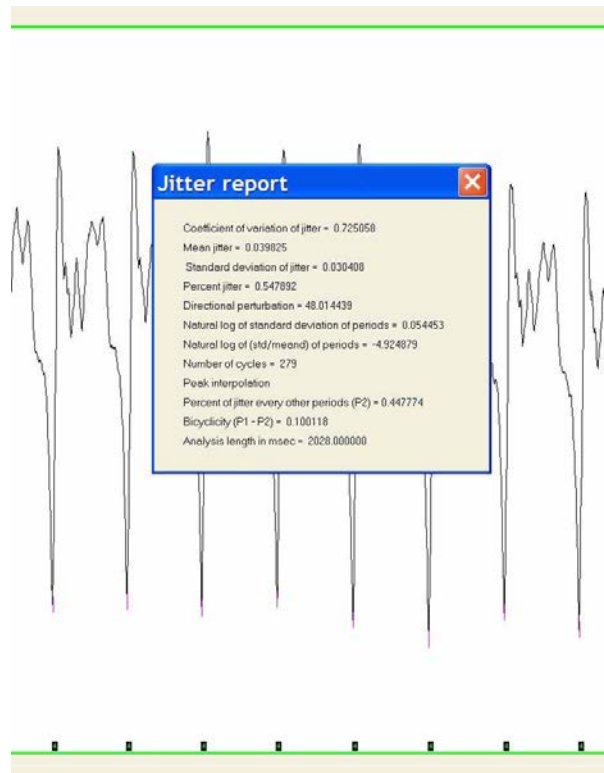 Jitter report
Coefficient of variation of jitter = 0.725058
Mean jitter = 0.039825
Standard deviation of jitter = 0.030408
Percent jitter = 0.547892
Directional perturbation = 48.014439
Natural log of standard deviation of periods = 0.054453
Natural log of (std/meand) of periods = -4.924879
Number of cycles = 279
Peak interpolation
Percent of jitter every other periods (P2) = 0.447774
Bicyclicity (P1 - P2) = 0.100118
Analysis length in msec = 2028.000000